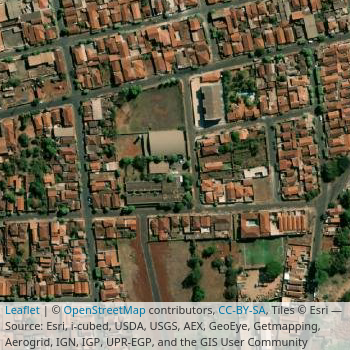 Leaflet | © OpenStreetMap contributors, CC-BY-SA, Tiles © Esri —
Source: Esri, i-cubed, USDA, USGS, AEX, GeoEye, Getmapping,
Aerogrid, IGN, IGP, UPR-EGP, and the GIS User Community